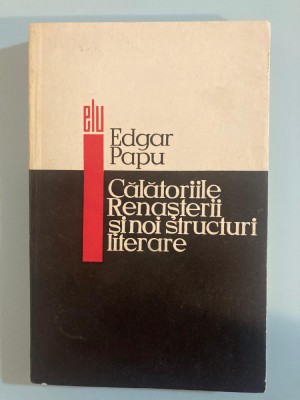 elu
Edgar
Papu
Călătoriile
Renașterii
și noi structuri
literare